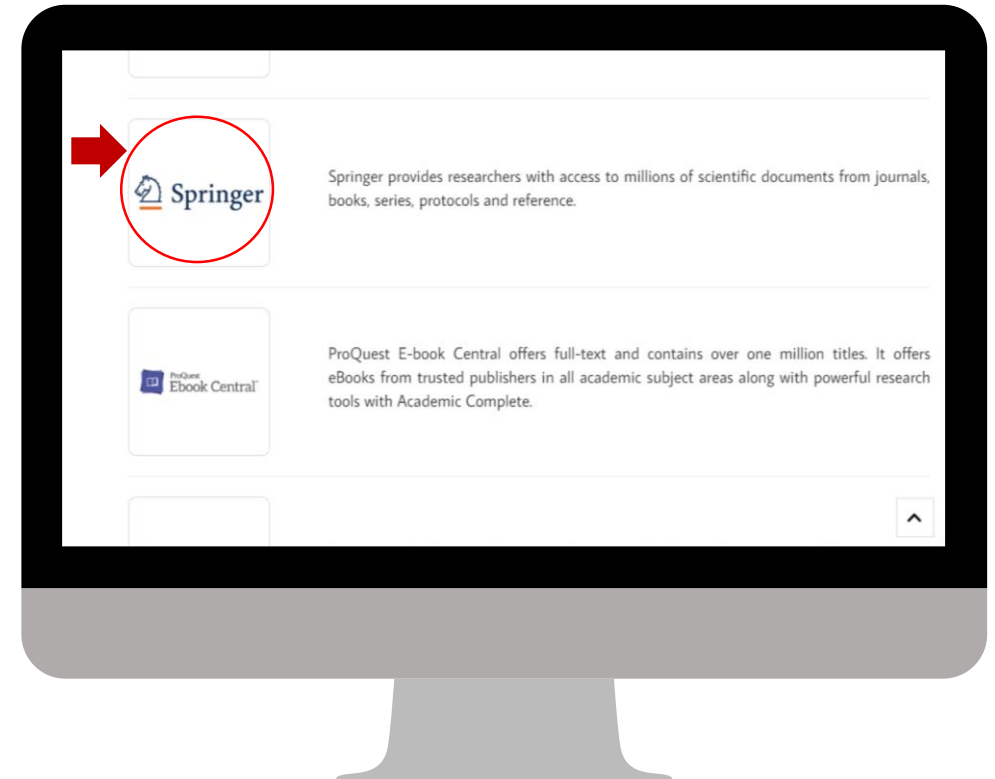 Springer
Springer provides researchers with access to millions of scientific documents from journals,
books, series, protocols and reference.
ProQuest
Ebook Central
ProQuest E-book Central offers full-text and contains over one million titles. It offers
eBooks from trusted publishers in all academic subject areas along with powerful research
tools with Academic Complete.